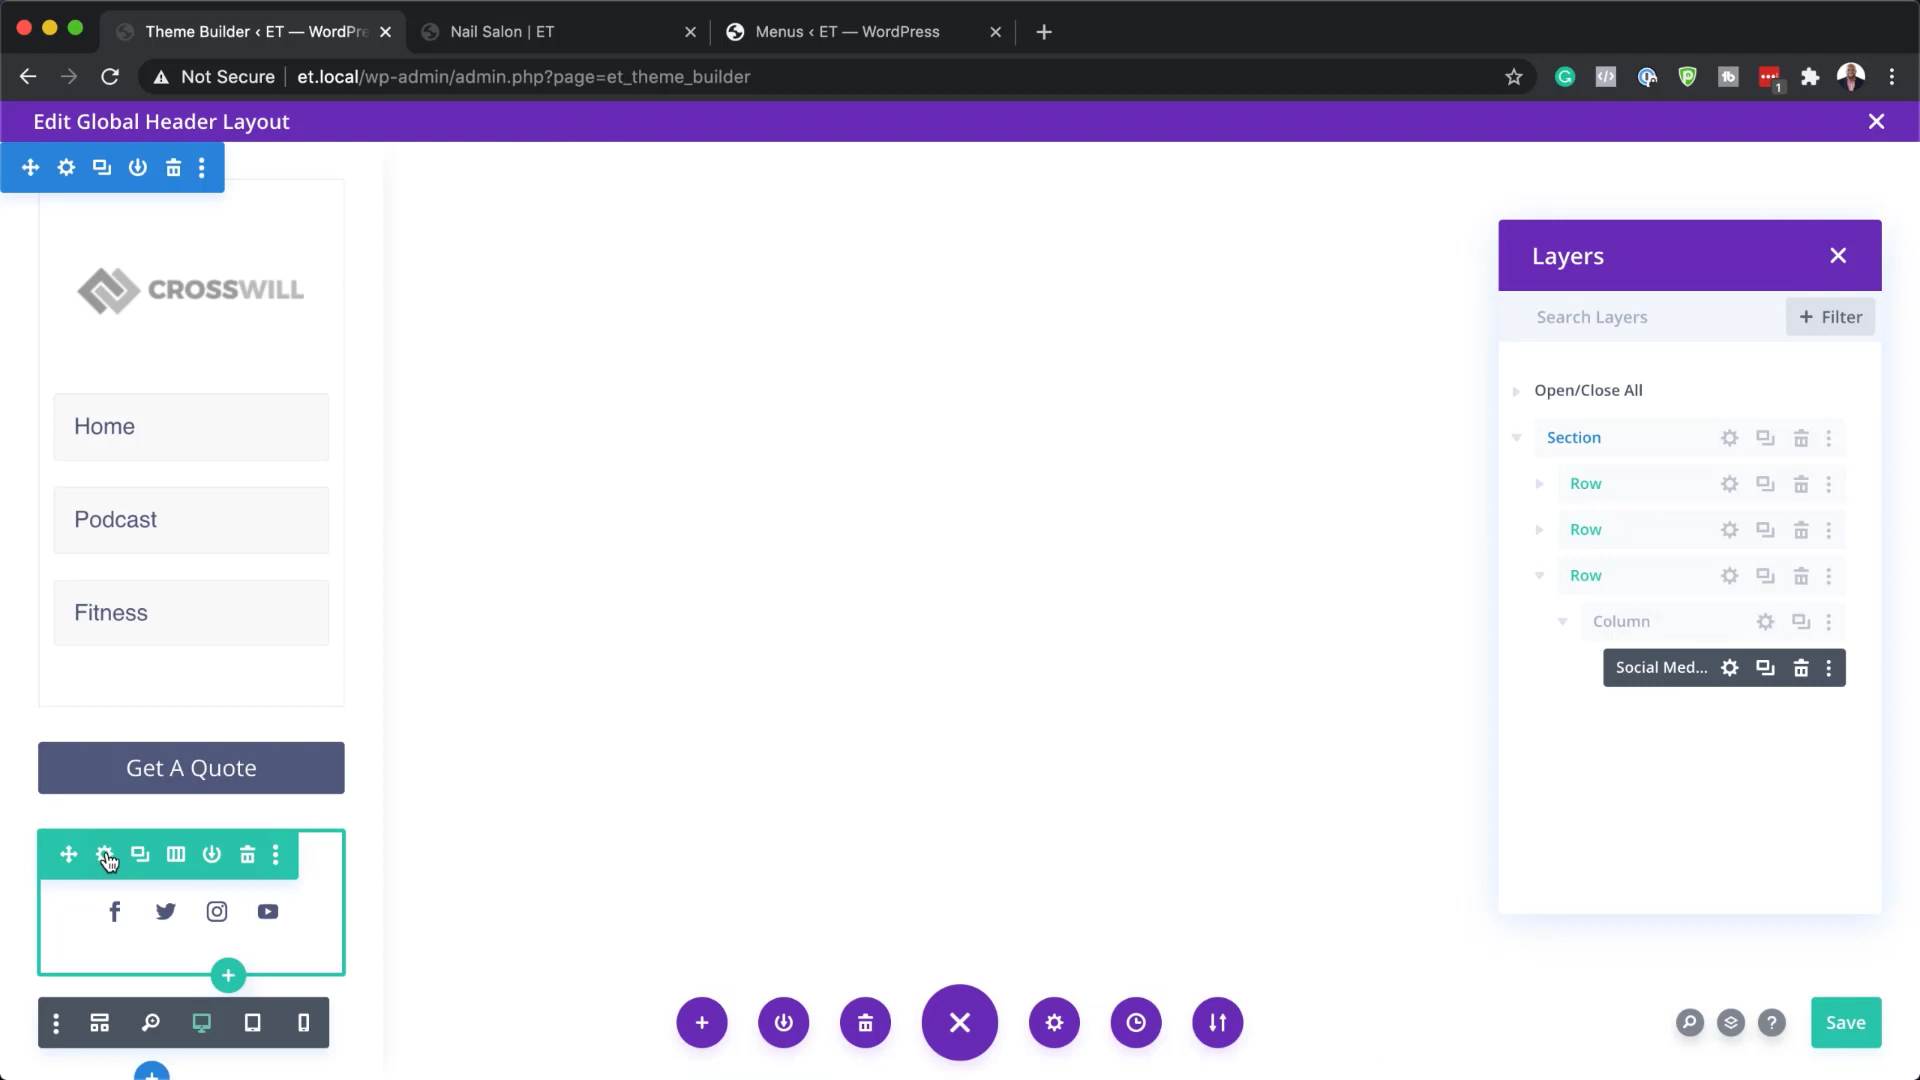 Theme Builder ‹ ET — WordPre
Nail Salon | ET
Menus ‹ ET — WordPress
Not Secure
et.local/wp-admin/admin.php?page=et_theme_builder
1
Edit Global Header Layout
CROSSWILL
Home
Podcast
Fitness
Get A Quote
Layers
Search Layers
Filter
Open/Close All
Section
Row
Row
Row
Column
Social Med...
Save